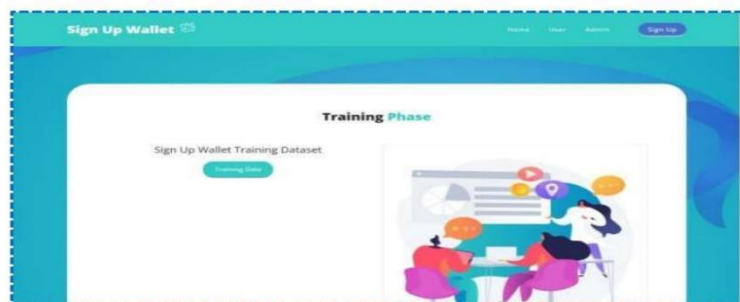 Sign Up Wallet
Home User Admin Sign Up
Training Phase
Sign Up Wallet Training Dataset
Training Data